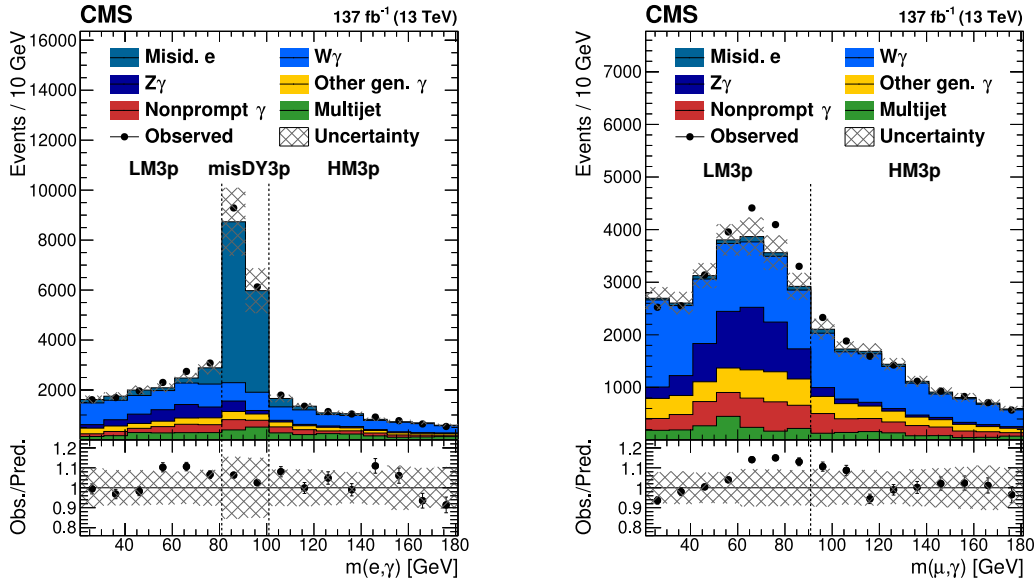 CMS 137 fb⁻¹ (13 TeV)
Events / 10 GeV
16000
14000
12000
10000
8000
6000
4000
2000
Misid. e Wγ
Zγ Other gen. γ
Nonprompt γ Multijet
Observed Uncertainty
LM3p misDY3p HM3p
Obs./Pred.
1.2
1.1
1
0.9
0.8
40 60 80 100 120 140 160 180
m(e,γ) [GeV]
CMS 137 fb⁻¹ (13 TeV)
Events / 10 GeV
7000
6000
5000
4000
3000
2000
1000
Misid. e Wγ
Zγ Other gen. γ
Nonprompt γ Multijet
Observed Uncertainty
LM3p HM3p
Obs./Pred.
1.2
1.1
1
0.9
0.8
40 60 80 100 120 140 160 180
m(μ,γ) [GeV]